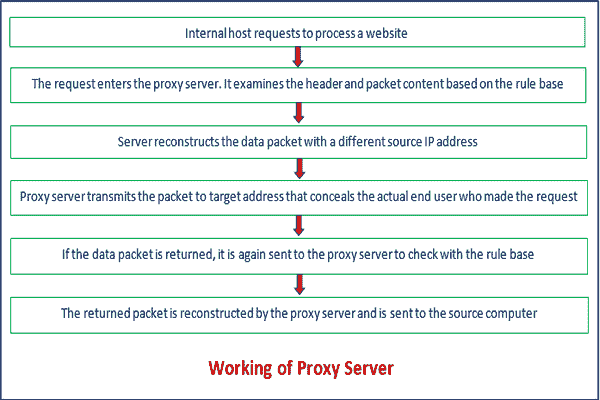 Internal host requests to process a website
The request enters the proxy server. It examines the header and packet content based on the rule base
Server reconstructs the data packet with a different source IP address
Proxy server transmits the packet to target address that conceals the actual end user who made the request
If the data packet is returned, it is again sent to the proxy server to check with the rule base
The returned packet is reconstructed by the proxy server and is sent to the source computer
Working of Proxy Server